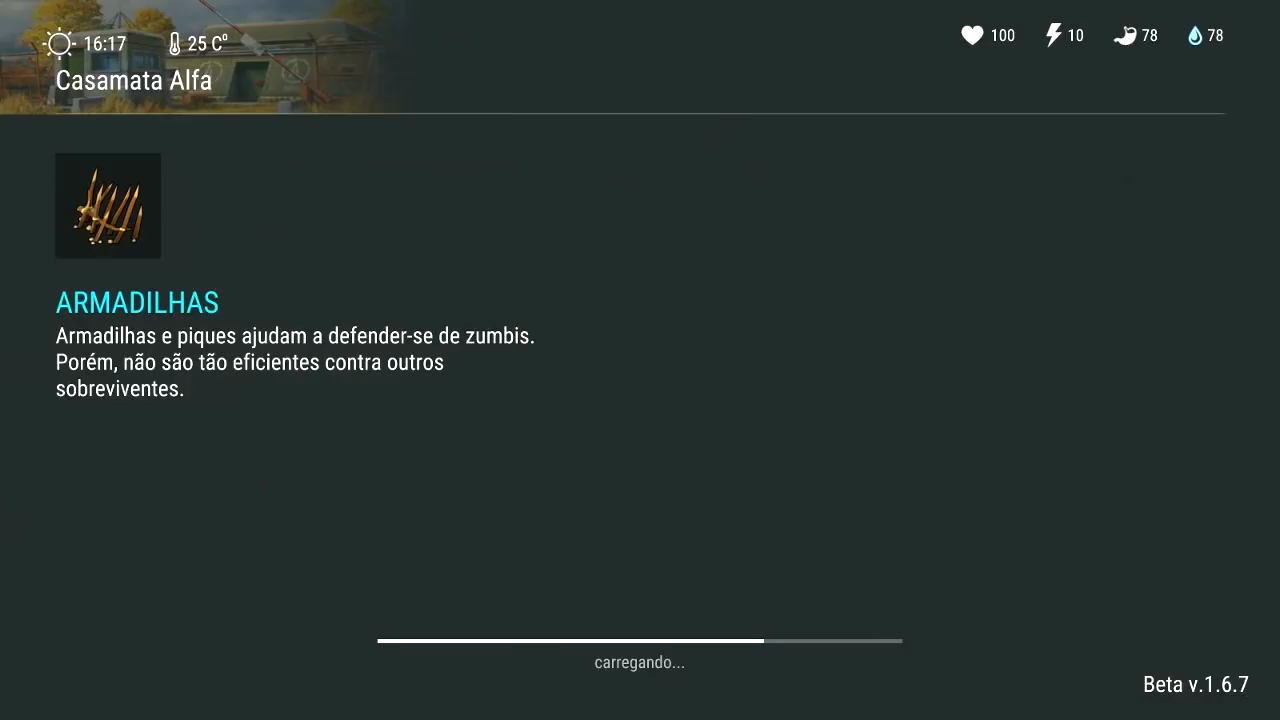 16:17
25 Cº
100
10
78
78
Casamata Alfa
ARMADILHAS
Armadilhas e piques ajudam a defender-se de zumbis.
Porém, não são tão eficientes contra outros
sobreviventes.
carregando...
Beta v.1.6.7